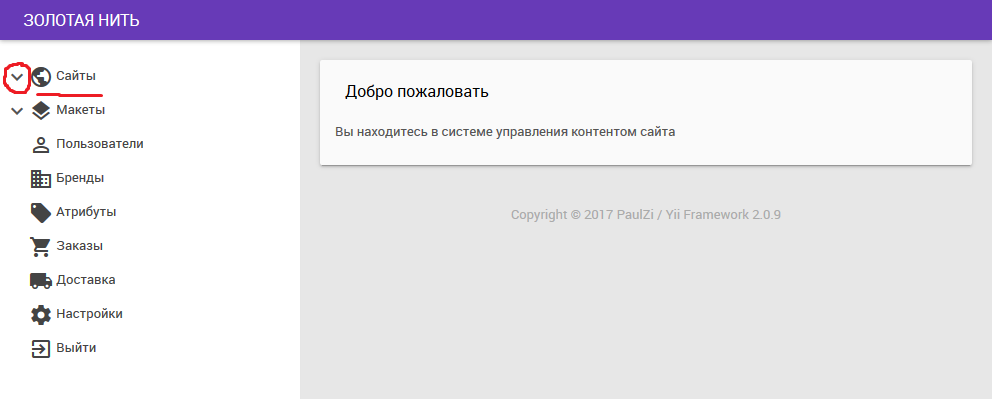 ЗОЛОТАЯ НИТЬ
Сайты
Макеты
Пользователи
Бренды
Атрибуты
Заказы
Доставка
Настройки
Выйти
Добро пожаловать
Вы находитесь в системе управления контентом сайта
Copyright © 2017 PaulZi / Yii Framework 2.0.9